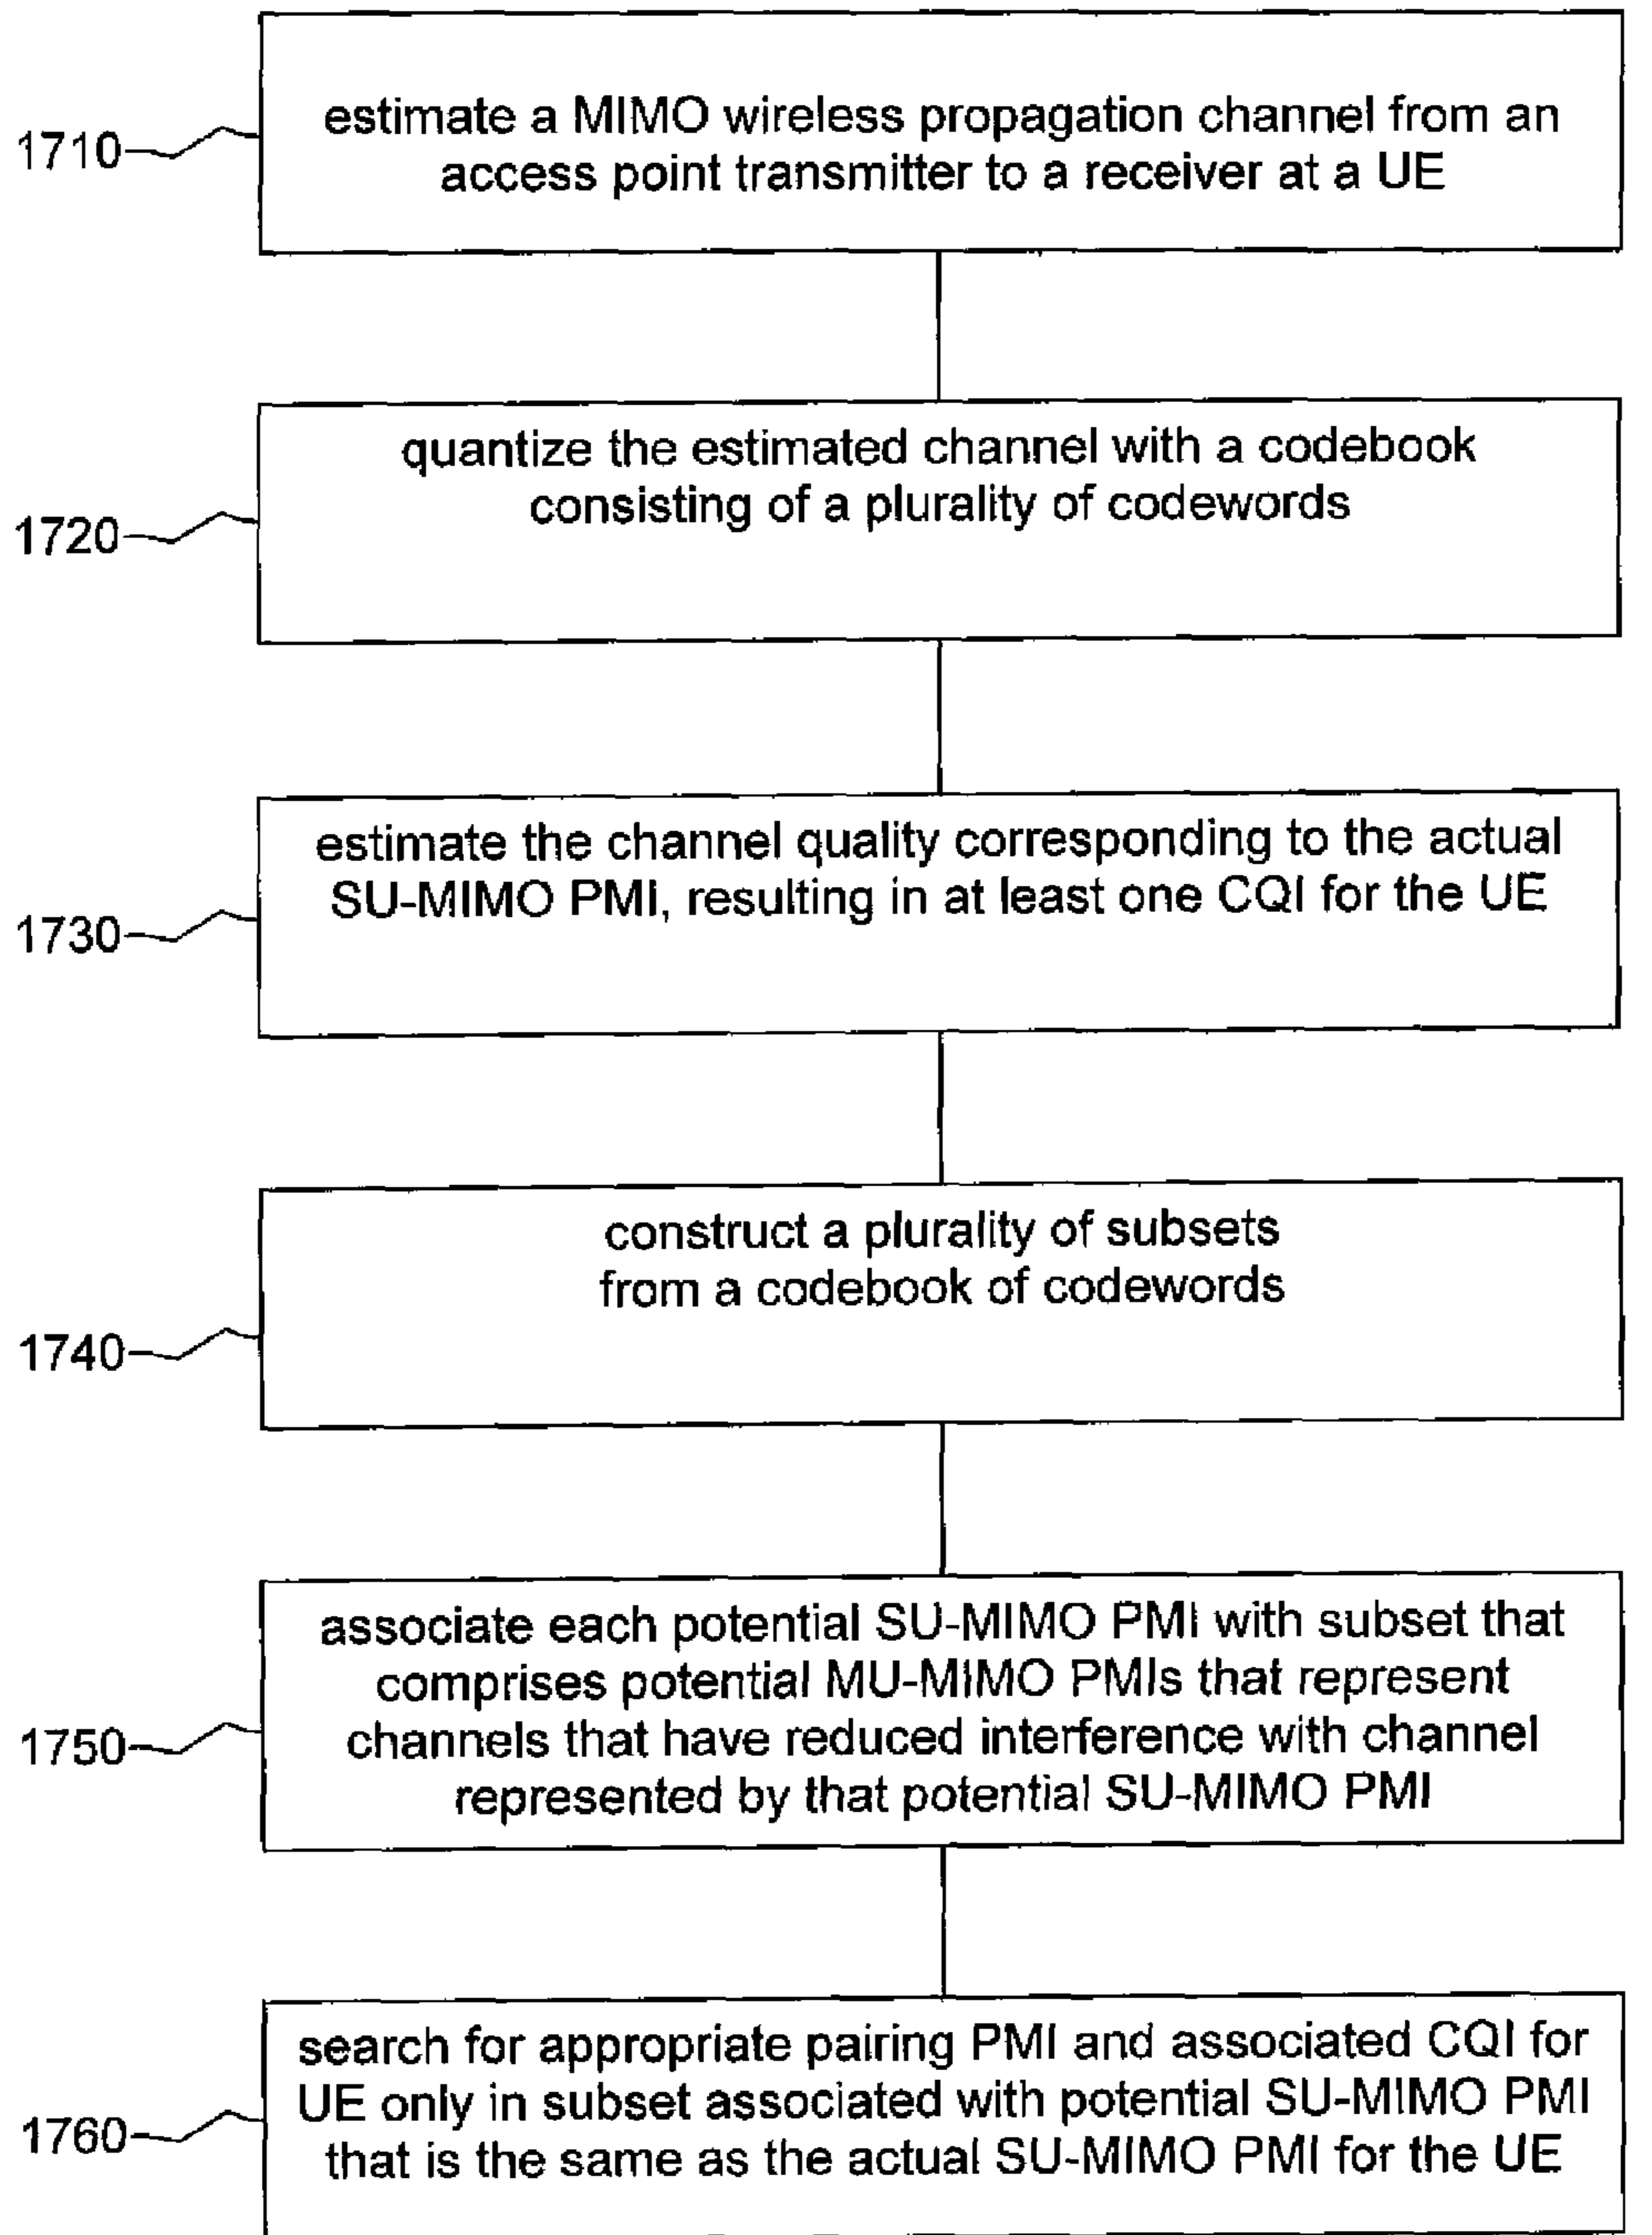 estimate a MIMO wireless propagation channel from an
access point transmitter to a receiver at a UE
1710
quantize the estimated channel with a codebook
consisting of a plurality of codewords
1720
estimate the channel quality corresponding to the actual
SU-MIMO PMI, resulting in at least one CQI for the UE
1730
construct a plurality of subsets
from a codebook of codewords
1740
associate each potential SU-MIMO PMI with subset that
comprises potential MU-MIMO PMIs that represent
channels that have reduced interference with channel
represented by that potential SU-MIMO PMI
1750
search for appropriate pairing PMI and associated CQI for
UE only in subset associated with potential SU-MIMO PMI
that is the same as the actual SU-MIMO PMI for the UE
1760